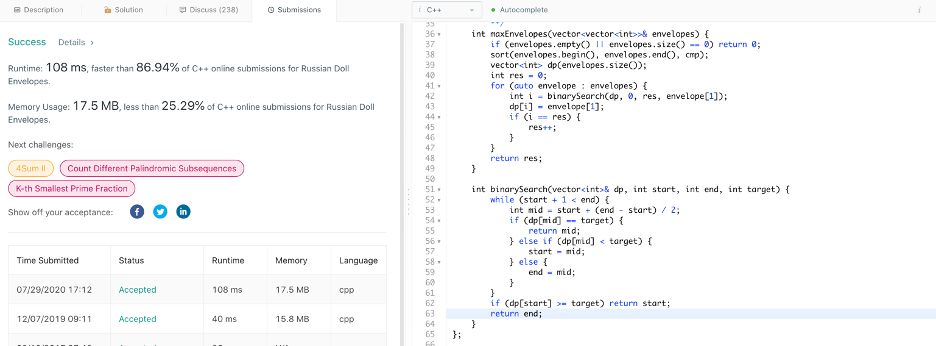 Description
Solution
Discuss (238)
Submissions
Success
Details
Runtime: 108 ms, faster than 86.94% of C++ online submissions for Russian Doll
Envelopes.
Memory Usage: 17.5 MB, less than 25.29% of C++ online submissions for Russian Doll
Envelopes.
Next challenges:
4Sum II
Count Different Palindromic Subsequences
K-th Smallest Prime Fraction
Show off your acceptance:
Time Submitted Status Runtime Memory Language
07/29/2020 17:12 Accepted 108 ms 17.5 MB cpp
12/07/2019 09:11 Accepted 40 ms 15.8 MB cpp
i C++
Autocomplete
i
35
36 int maxEnvelopes(vector<vector<int>>& envelopes) {
37 if (envelopes.empty() || envelopes.size() == 0) return 0;
38 sort(envelopes.begin(), envelopes.end(), cmp);
39 vector<int> dp(envelopes.size());
40 int res = 0;
41 for (auto envelope : envelopes) {
42 int i = binarySearch(dp, 0, res, envelope[1]);
43 dp[i] = envelope[1];
44 if (i == res) {
45 res++;
46 }
47 }
48 return res;
49 }
50
51 int binarySearch(vector<int>& dp, int start, int end, int target) {
52 while (start + 1 < end) {
53 int mid = start + (end - start) / 2;
54 if (dp[mid] == target) {
55 return mid;
56 } else if (dp[mid] < target) {
57 start = mid;
58 } else {
59 end = mid;
60 }
61 }
62 if (dp[start] >= target) return start;
63 return end;
64 }
65 };
66